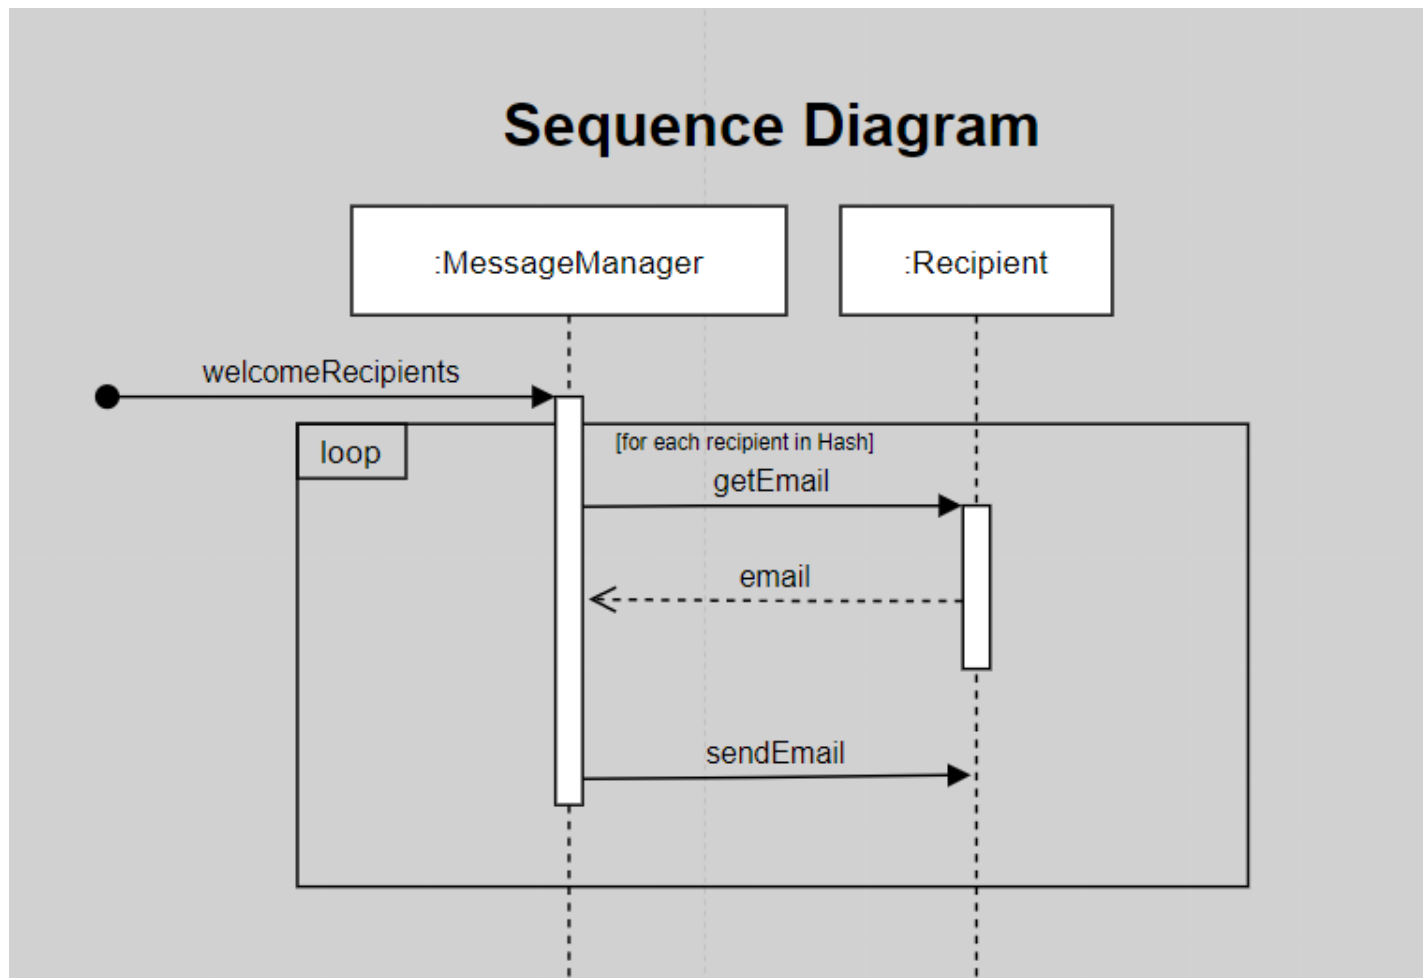 Sequence Diagram
:MessageManager
:Recipient
welcomeRecipients
loop
[for each recipient in Hash]
getEmail
email
sendEmail